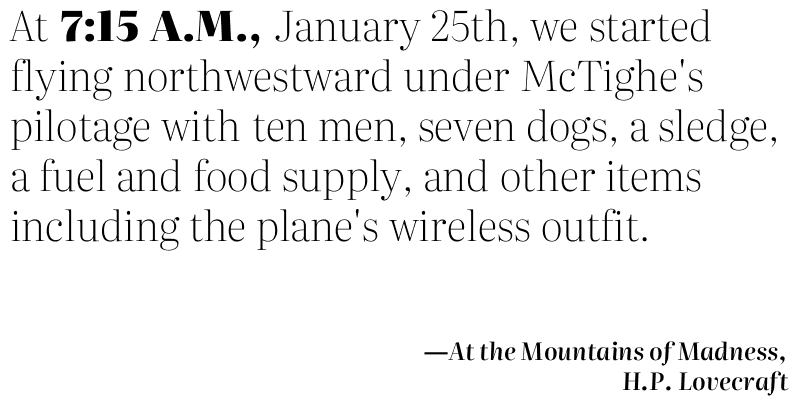 At 7:15 A.M., January 25th, we started
flying northwestward under McTighe's
pilotage with ten men, seven dogs, a sledge,
a fuel and food supply, and other items
including the plane's wireless outfit.
—At the Mountains of Madness,
H.P. Lovecraft